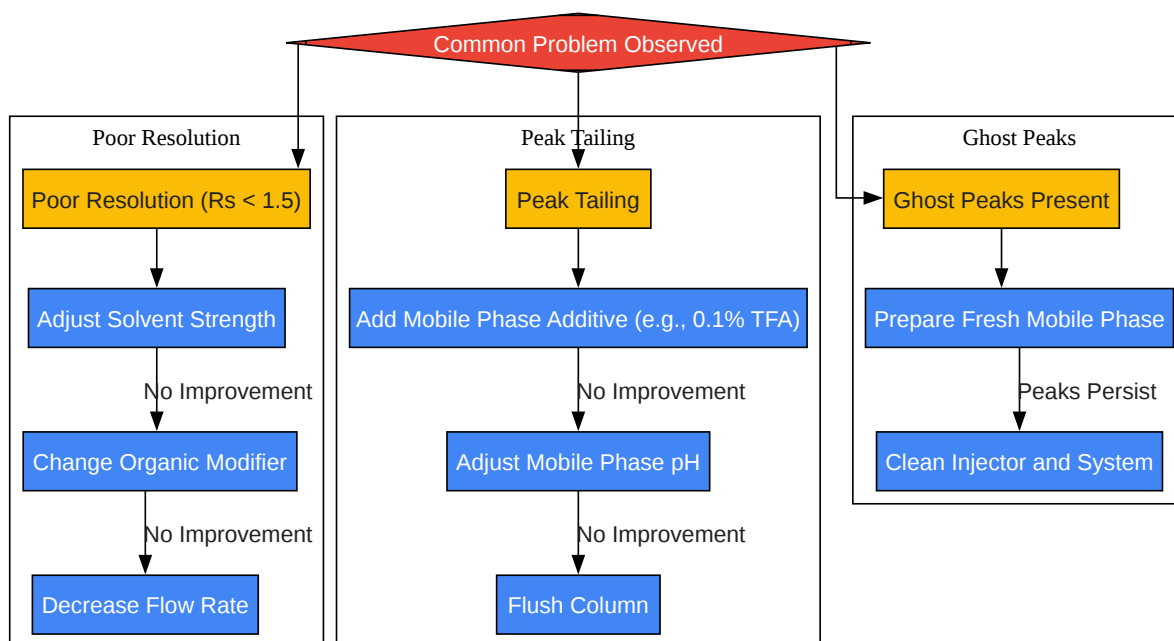 Common Problem Observed
Poor Resolution
Poor Resolution (Rs < 1.5)
Adjust Solvent Strength
No Improvement
Change Organic Modifier
No Improvement
Decrease Flow Rate
Peak Tailing
Peak Tailing
Add Mobile Phase Additive (e.g., 0.1% TFA)
No Improvement
Adjust Mobile Phase pH
No Improvement
Flush Column
Ghost Peaks
Ghost Peaks Present
Prepare Fresh Mobile Phase
Peaks Persist
Clean Injector and System